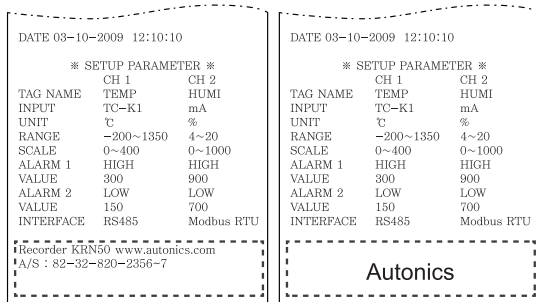 DATE 03-10-2009 12:10:10
※ SETUP PARAMETER ※
CH 1 CH 2
TAG NAME TEMP HUMI
INPUT TC-K1 mA
UNIT ℃ %
RANGE -200~1350 4~20
SCALE 0~400 0~1000
ALARM 1 HIGH HIGH
VALUE 300 900
ALARM 2 LOW LOW
VALUE 150 700
INTERFACE RS485 Modbus RTU
Recorder KRN50 www.autonics.com
A/S : 82-32-820-2356~7
DATE 03-10-2009 12:10:10
※ SETUP PARAMETER ※
CH 1 CH 2
TAG NAME TEMP HUMI
INPUT TC-K1 mA
UNIT ℃ %
RANGE -200~1350 4~20
SCALE 0~400 0~1000
ALARM 1 HIGH HIGH
VALUE 300 900
ALARM 2 LOW LOW
VALUE 150 700
INTERFACE RS485 Modbus RTU
Autonics